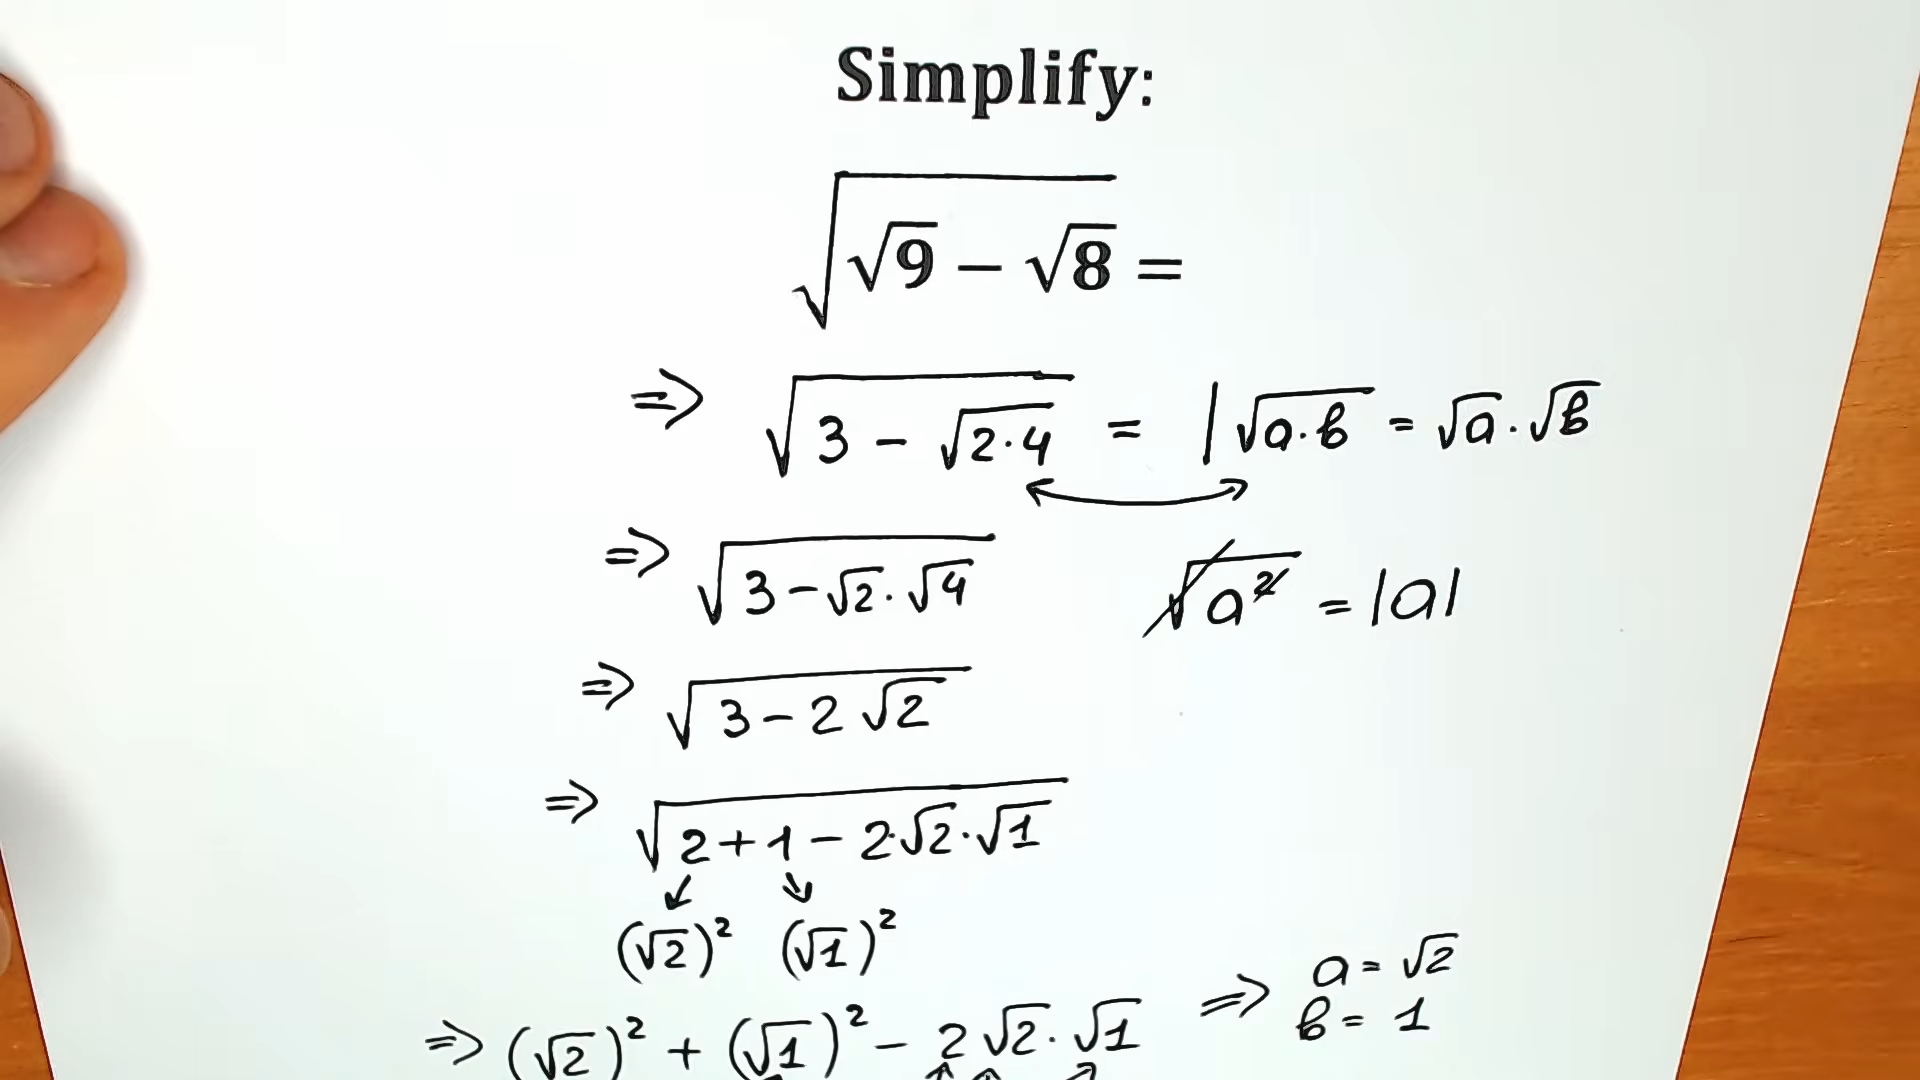 Simplify:
√(√9 − √8) =
⇒ √(3 − √(2·4)) = | √(a·b) = √a · √b
⇒ √(3 − √2 · √4)
√(a²) = |a|
⇒ √(3 − 2√2)
⇒ √(2 + 1 − 2·√2·√1)
(√2)² (√1)²
⇒ (√2)² + (√1)² − 2√2·√1 ⇒ a = √2
b = 1